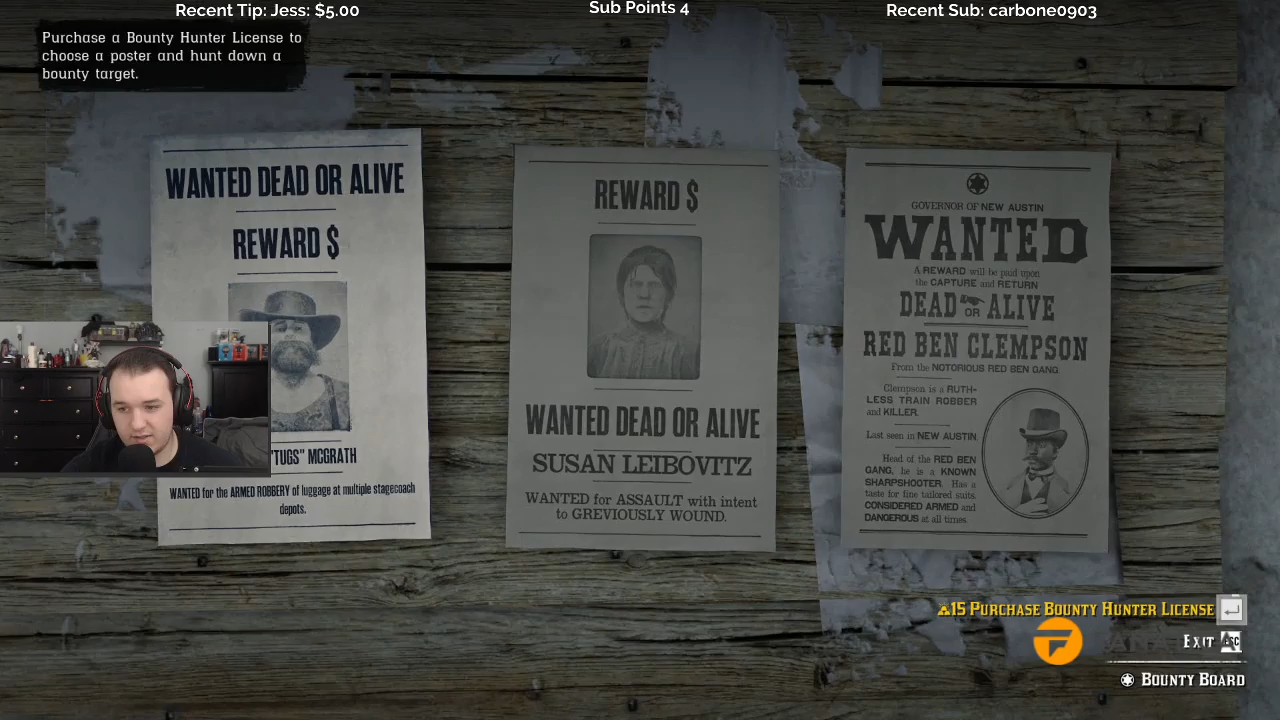 Recent Tip: Jess: $5.00
Sub Points 4
Recent Sub: carbone0903
Purchase a Bounty Hunter License to
choose a poster and hunt down a
bounty target.
WANTED DEAD OR ALIVE
REWARD $
"TUGS" MCGRATH
WANTED for the ARMED ROBBERY of luggage at multiple stagecoach
depots.
REWARD $
WANTED DEAD OR ALIVE
SUSAN LEIBOVITZ
WANTED for ASSAULT with intent
to GREVIOUSLY WOUND.
GOVERNOR OF NEW AUSTIN
WANTED
A REWARD will be paid upon
the CAPTURE and RETURN
DEAD OR ALIVE
RED BEN CLEMPSON
From the NOTORIOUS RED BEN GANG.
Clempson is a RUTH-
LESS TRAIN ROBBER
and KILLER.
Last seen in NEW AUSTIN.
Head of the RED BEN
GANG, he is a KNOWN
SHARPSHOOTER. Has a
taste for fine tailored suits.
CONSIDERED ARMED and
DANGEROUS at all times.
15 PURCHASE BOUNTY HUNTER LICENSE
EXIT ESC
BOUNTY BOARD